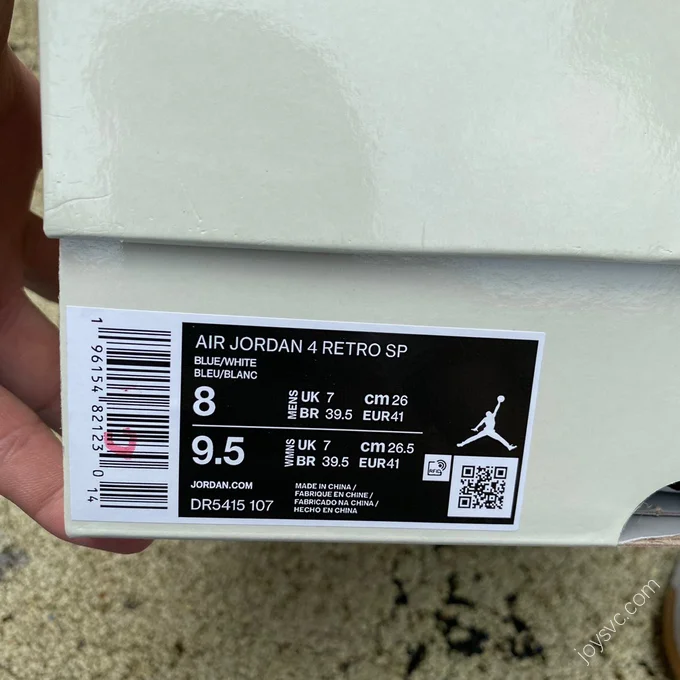 AIR JORDAN 4 RETRO SP
BLUE/WHITE
BLEU/BLANC
8 MENS UK 7 cm 26
BR 39.5 EUR41
9.5 WMNS UK 7 cm 26.5
BR 39.5 EUR41
JORDAN.COM
DR5415 107
MADE IN CHINA /
FABRIQUE EN CHINE /
FABRICADO NA CHINA /
HECHO EN CHINA
RFID
1 96154 82123 0 14
joysvc.com